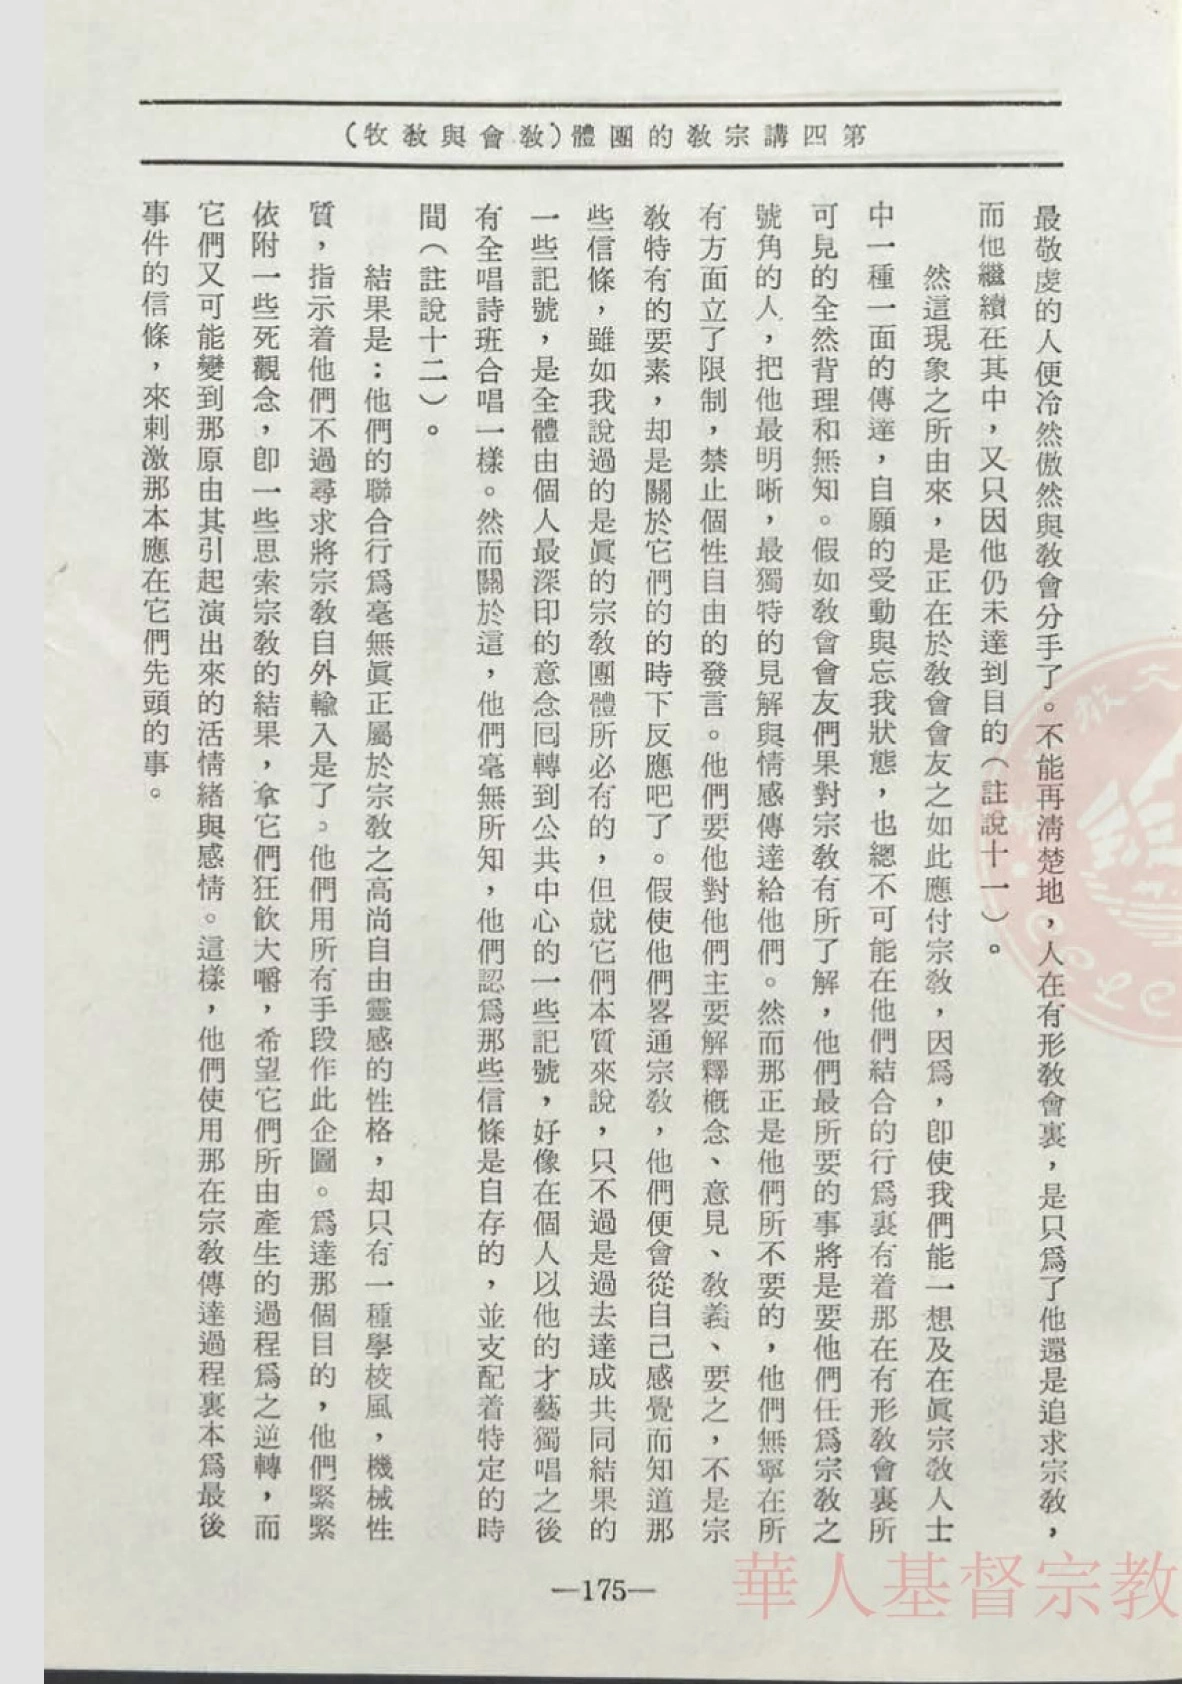 第四講宗教的團體(教會與教牧)
最敬虔的人便冷然傲然與教會分手了。不能再淸楚地，人在有形教會裏，是只爲了他還是追求宗教，
而他繼續在其中，又只因他仍未達到目的（註說十一）。
然這現象之所由來，是正在於教會會友之如此應付宗教，因爲，卽使我們能一想及在眞宗教人士
中一種一面的傳達，自願的受動與忘我狀態，也總不可能在他們結合的行爲裏有着那在有形教會裏所
可見的全然背理和無知。假如教會會友們果對宗教有所了解，他們最所要的事將是要他們任爲宗教之
號角的人，把他最明晰，最獨特的見解與情感傳達給他們。然而那正是他們所不要的，他們無寧在所
有方面立了限制，禁止個性自由的發言。他們要他對他們主要解釋概念、意見、教義、要之，不是宗
教特有的要素，却是關於它們的的時下反應吧了。假使他們畧通宗教，他們便會從自己感覺而知道那
些信條，雖如我說過的是眞的宗教團體所必有的，但就它們本質來說，只不過是過去達成共同結果的
一些記號，是全體由個人最深印的意念囘轉到公共中心的一些記號，好像在個人以他的才藝獨唱之後
有全唱詩班合唱一樣。然而關於這，他們毫無所知，他們認爲那些信條是自存的，並支配着特定的時
間（註說十二）。
結果是：他們的聯合行爲毫無眞正屬於宗教之高尚自由靈感的性格，却只有一種學校風，機械性
質，指示着他們不過尋求將宗教自外輸入是了。他們用所有手段作此企圖。爲達那個目的，他們緊緊
依附一些死觀念，卽一些思索宗教的結果，拿它們狂飮大嚼，希望它們所由產生的過程爲之逆轉，而
它們又可能變到那原由其引起演出來的活情緒與感情。這樣，他們使用那在宗教傳達過程裏本爲最後
事件的信條，來刺激那本應在它們先頭的事。
—175—
華人基督宗教